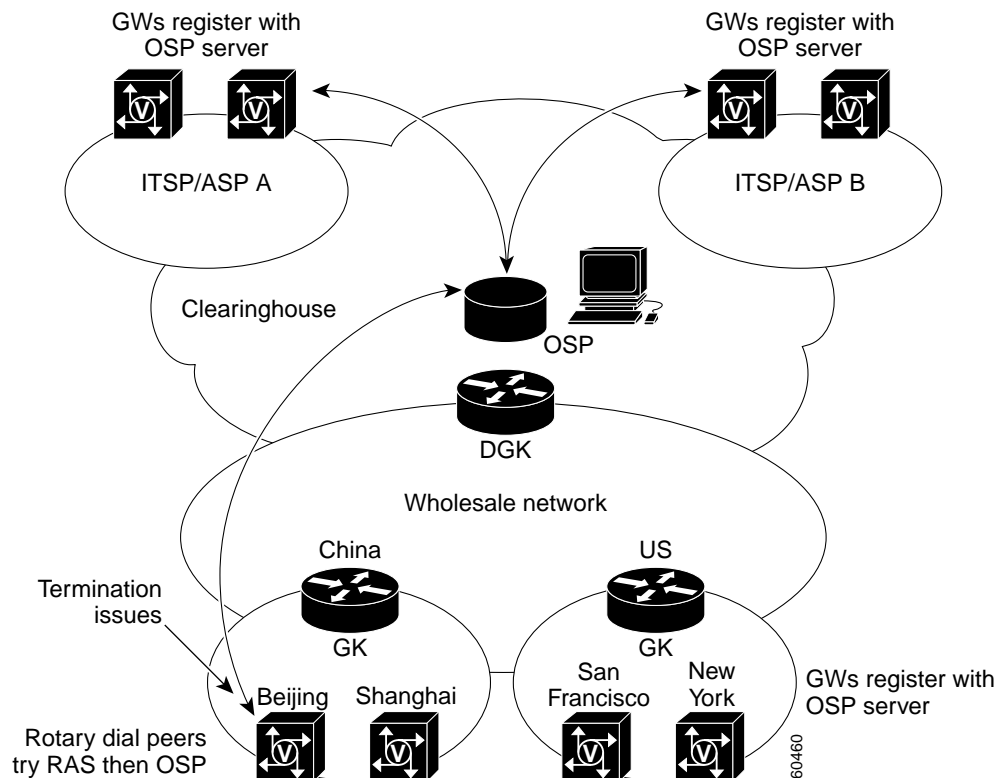 GWs register with
OSP server
GWs register with
OSP server
V
V
V
V
ITSP/ASP A
ITSP/ASP B
Clearinghouse
OSP
DGK
Wholesale network
China
US
Termination
issues
GK
GK
Beijing
Shanghai
San
Francisco
New
York
GWs register with
OSP server
Rotary dial peers
try RAS then OSP
V
V
V
V
60460